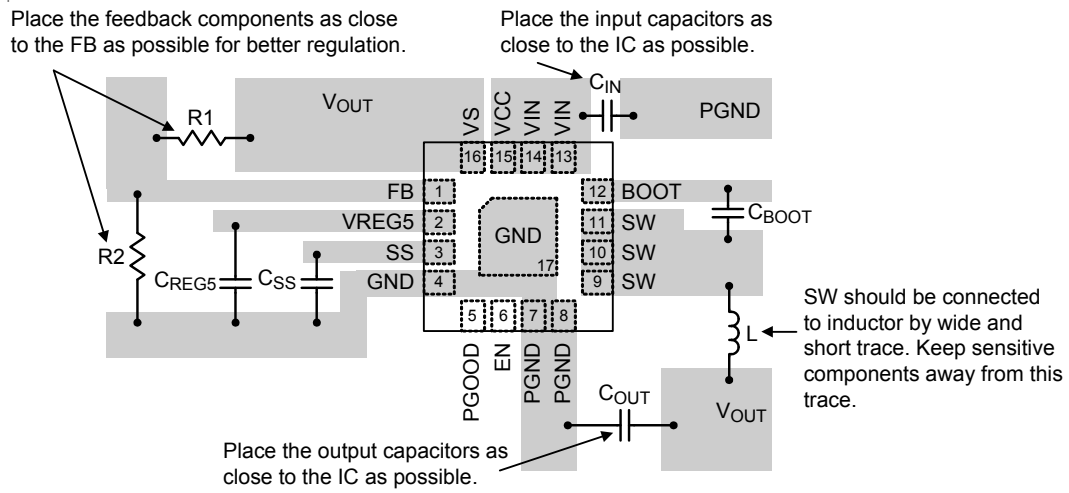 Place the feedback components as close
to the FB as possible for better regulation.
Place the input capacitors as
close to the IC as possible.
CIN
VOUT
PGND
R1
VS
VCC
VIN
VIN
16
15
14
13
FB
1
12
BOOT
VREG5
2
11
SW
CBOOT
GND
SS
3
10
SW
17
R2
CREG5
CSS
GND
4
9
SW
5
6
7
8
PGOOD
EN
PGND
PGND
L
SW should be connected
to inductor by wide and
short trace. Keep sensitive
components away from this
trace.
COUT
VOUT
Place the output capacitors as
close to the IC as possible.